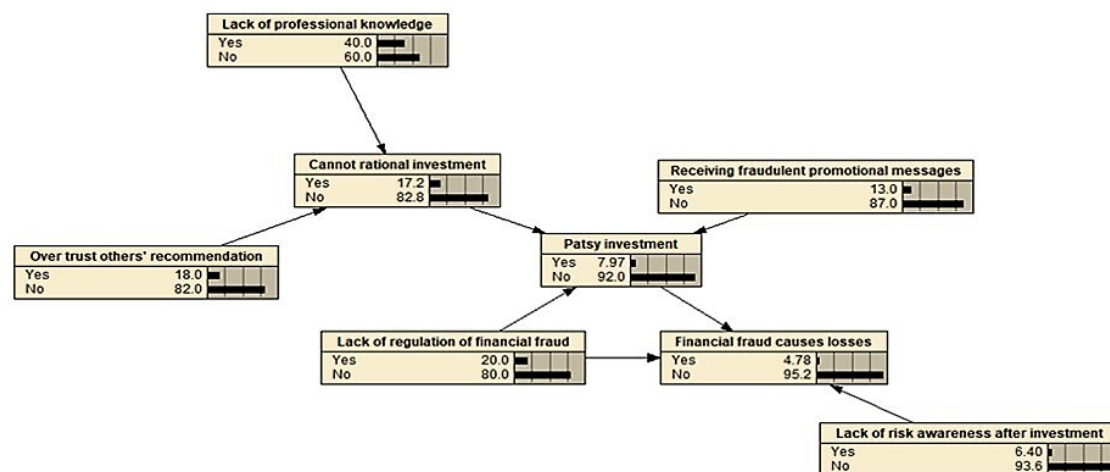 Lack of professional knowledge
Yes 40.0
No 60.0
Cannot rational investment
Yes 17.2
No 82.8
Receiving fraudulent promotional messages
Yes 13.0
No 87.0
Over trust others' recommendation
Yes 18.0
No 82.0
Patsy investment
Yes 7.97
No 92.0
Lack of regulation of financial fraud
Yes 20.0
No 80.0
Financial fraud causes losses
Yes 4.78
No 95.2
Lack of risk awareness after investment
Yes 6.40
No 93.6